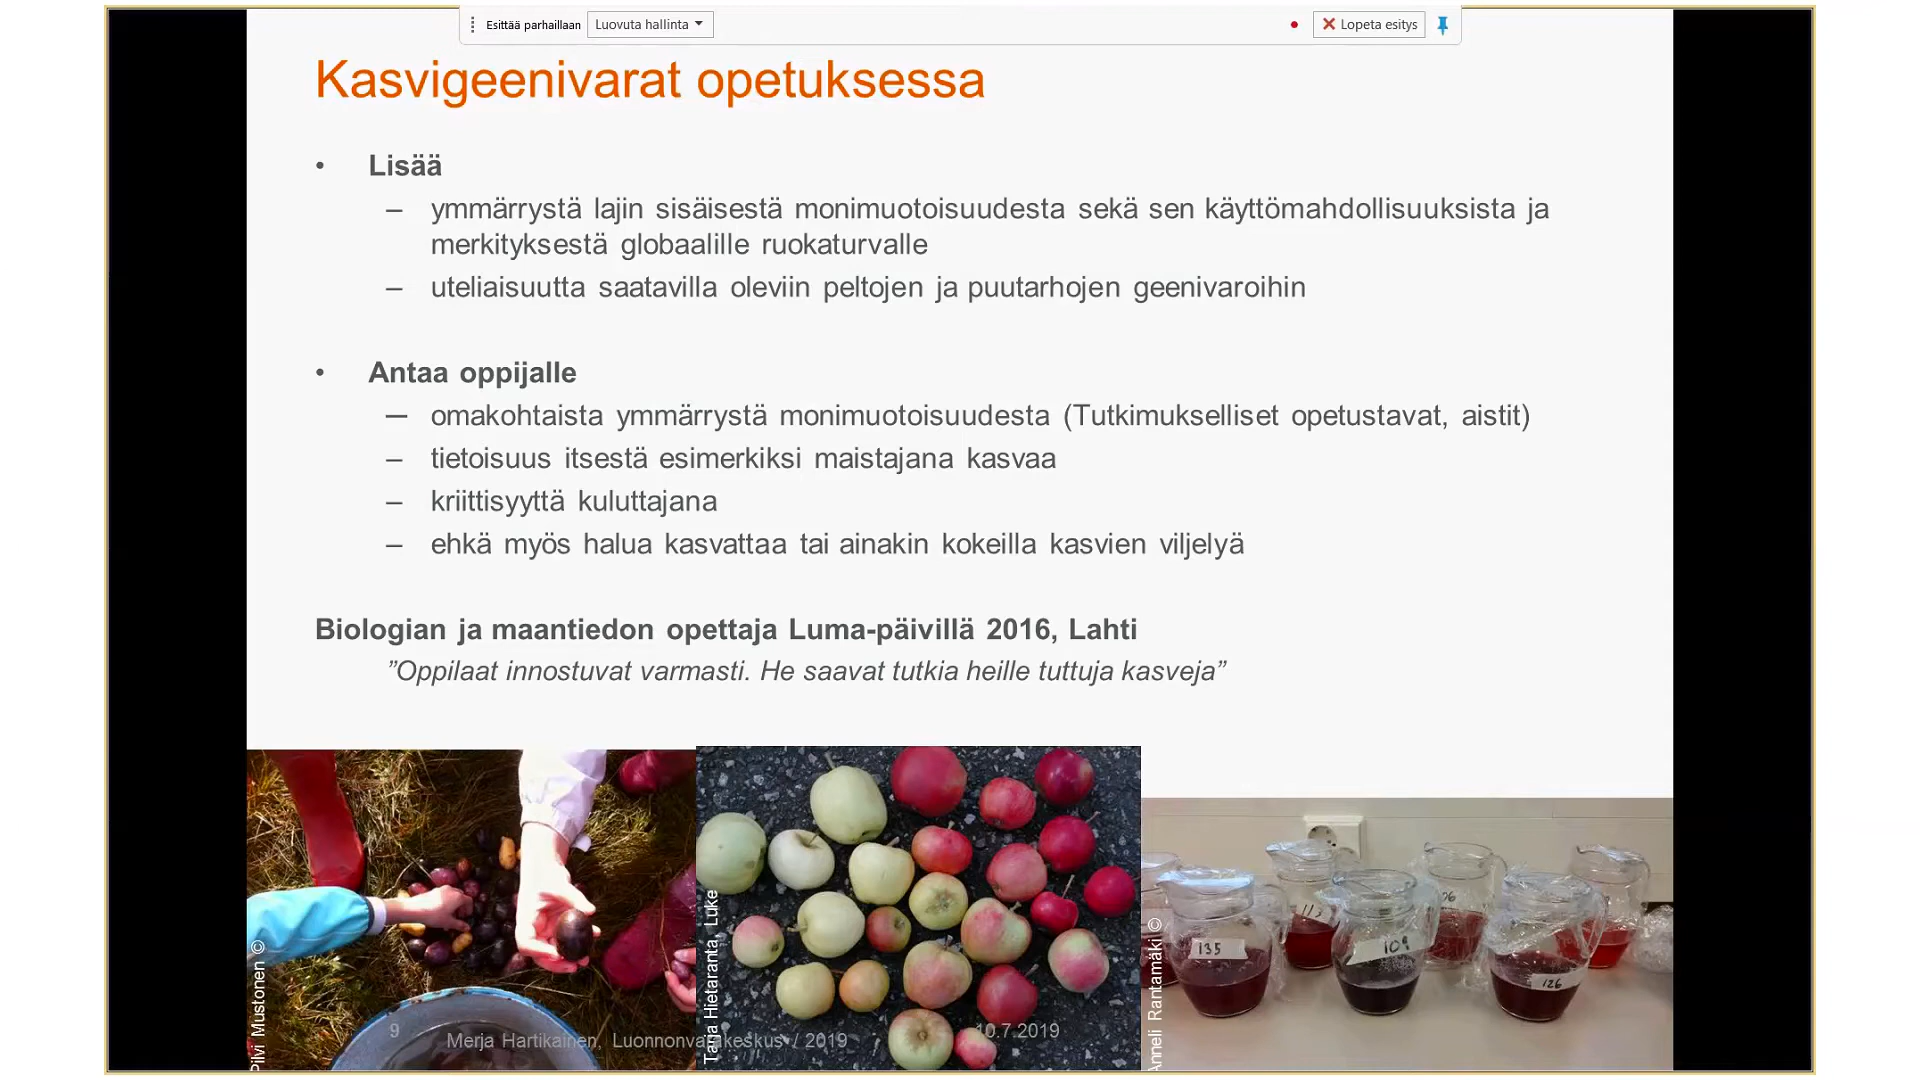 Esittää parhaillaan Luovuta hallinta Lopeta esitys
Kasvigeenivarat opetuksessa
• Lisää
– ymmärrystä lajin sisäisestä monimuotoisuudesta sekä sen käyttömahdollisuuksista ja
merkityksestä globaalille ruokaturvalle
– uteliaisuutta saatavilla oleviin peltojen ja puutarhojen geenivaroihin
• Antaa oppijalle
– omakohtaista ymmärrystä monimuotoisuudesta (Tutkimukselliset opetustavat, aistit)
– tietoisuus itsestä esimerkiksi maistajana kasvaa
– kriittisyyttä kuluttajana
– ehkä myös halua kasvattaa tai ainakin kokeilla kasvien viljelyä
Biologian ja maantiedon opettaja Luma-päivillä 2016, Lahti
”Oppilaat innostuvat varmasti. He saavat tutkia heille tuttuja kasveja”
Pilvi Mustonen ©
Tarja Hietaranta, Luke
Anneli Rantamäki ©
135
113
109
126
9
Merja Hartikainen, Luonnonvarakeskus / 2019
10.7.2019